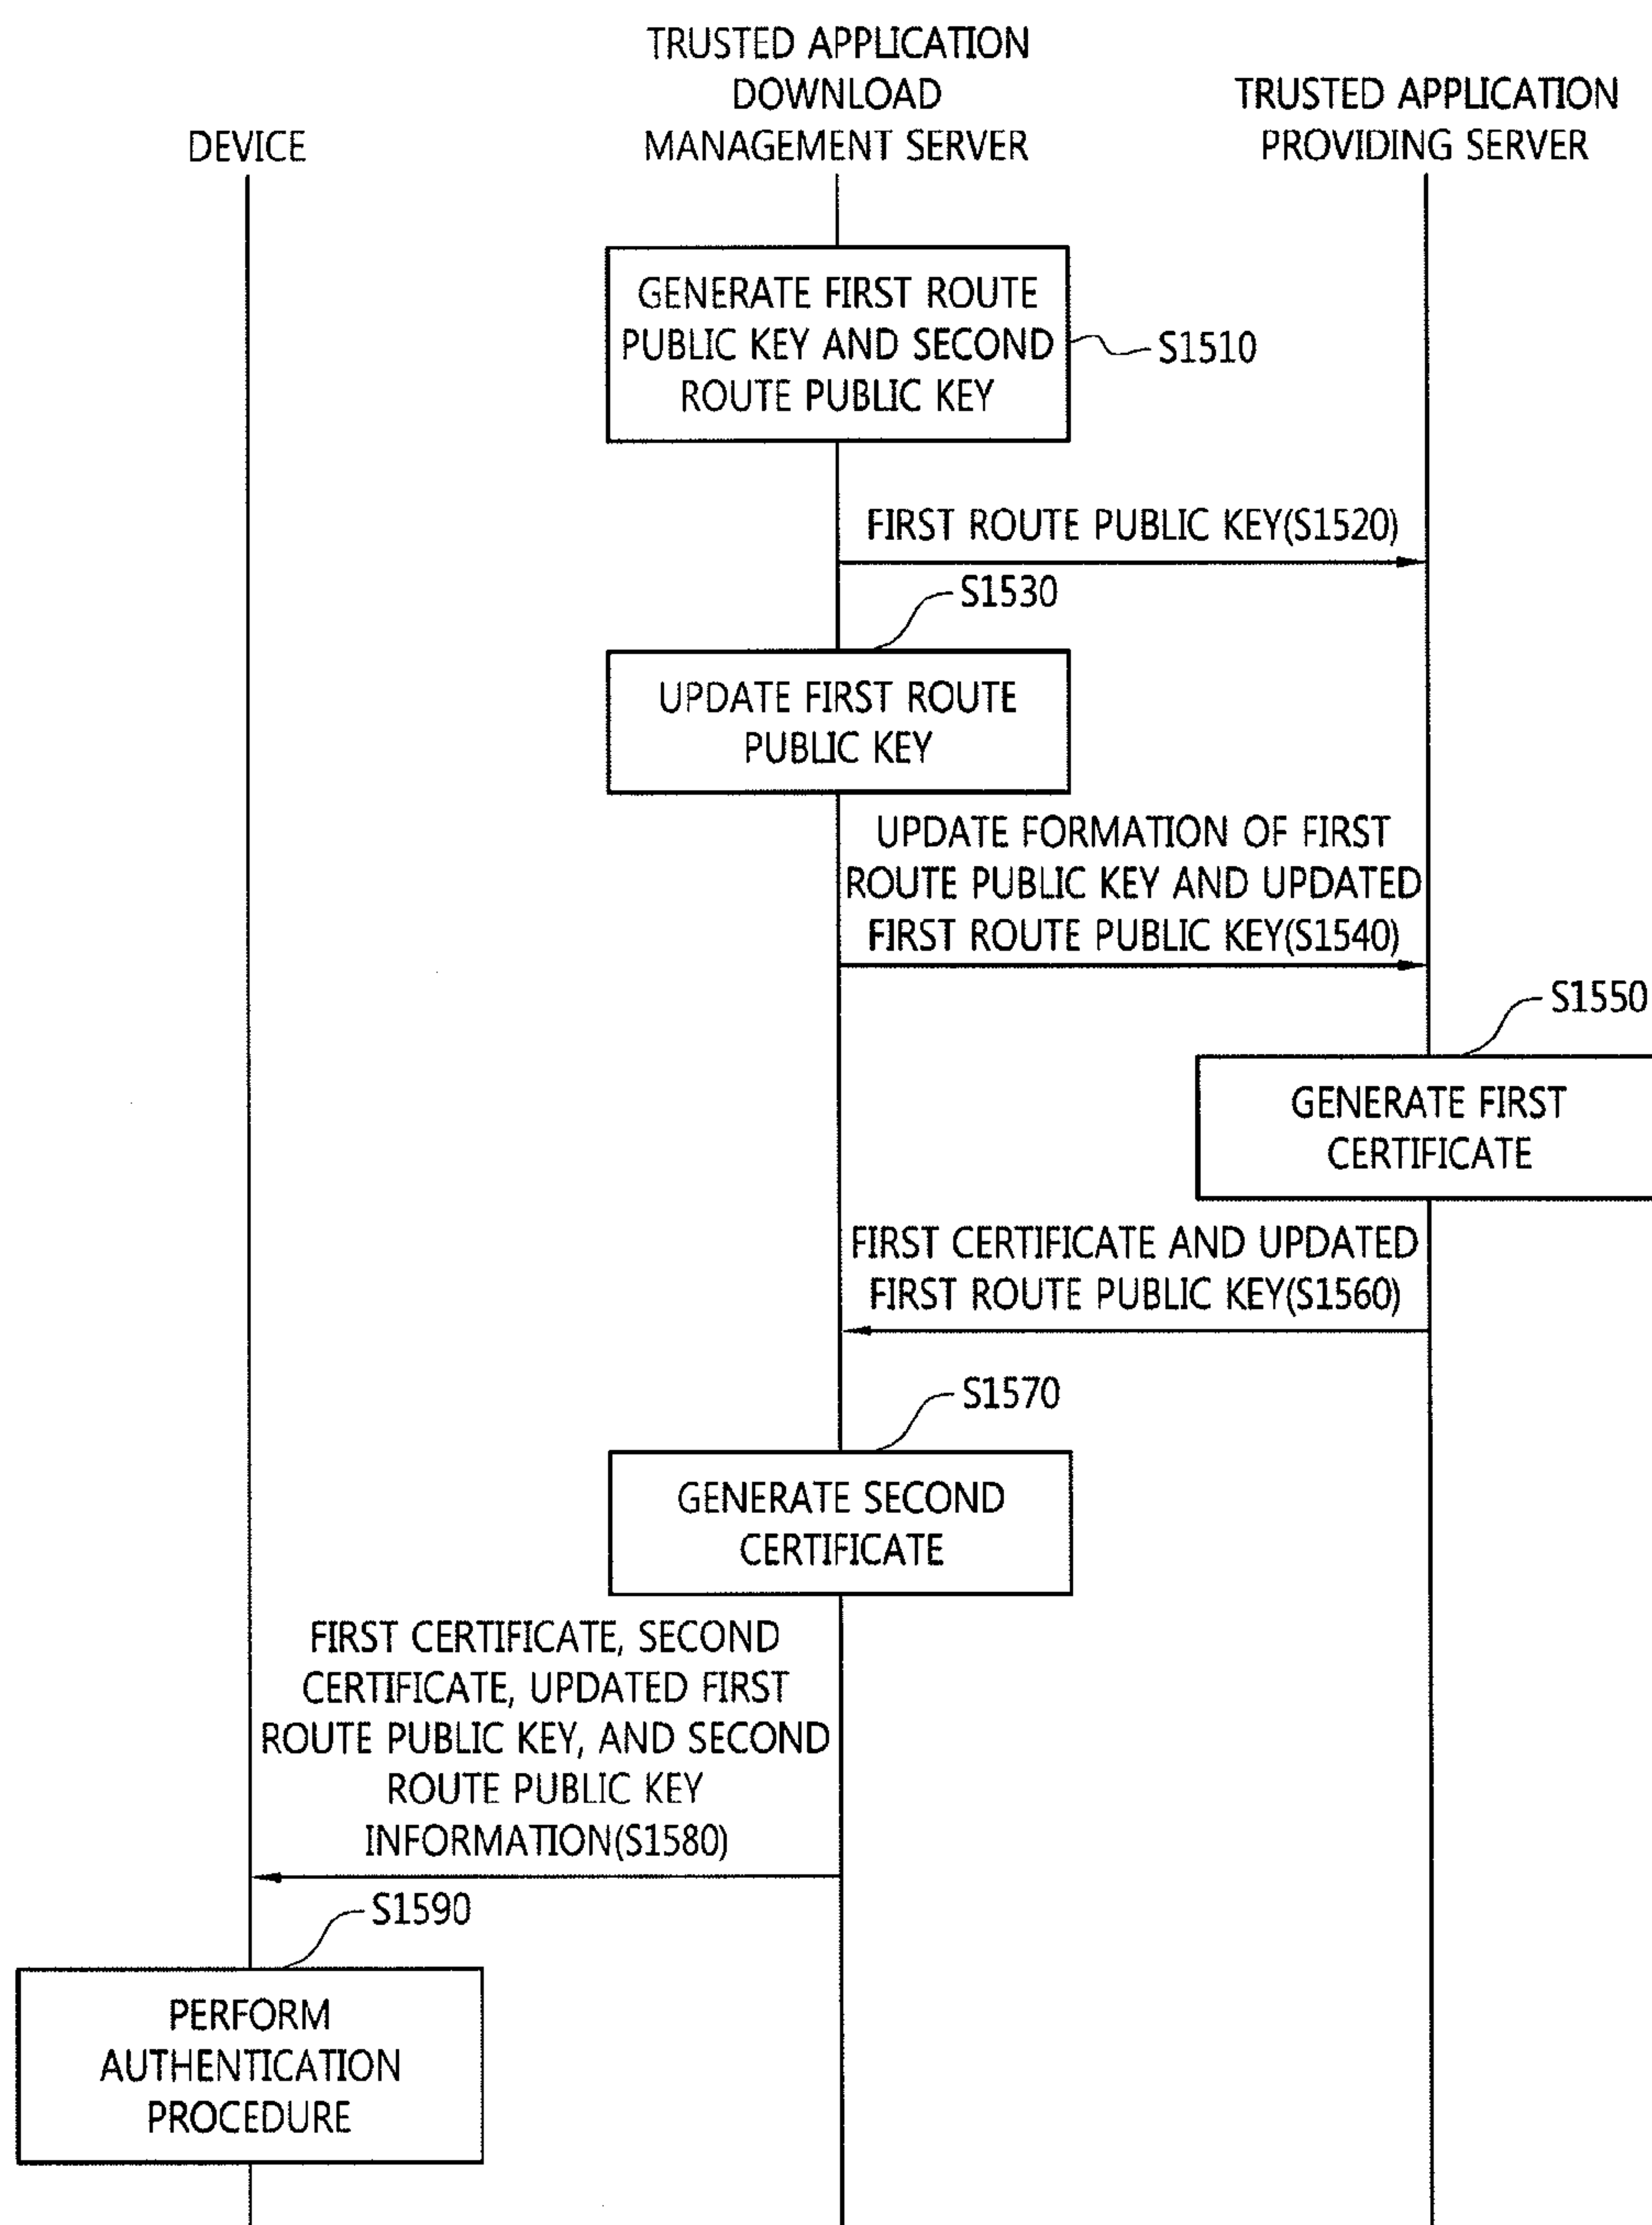 TRUSTED APPLICATION
DOWNLOAD
MANAGEMENT SERVER
TRUSTED APPLICATION
PROVIDING SERVER
DEVICE
GENERATE FIRST ROUTE
PUBLIC KEY AND SECOND
ROUTE PUBLIC KEY
S1510
FIRST ROUTE PUBLIC KEY(S1520)
S1530
UPDATE FIRST ROUTE
PUBLIC KEY
UPDATE FORMATION OF FIRST
ROUTE PUBLIC KEY AND UPDATED
FIRST ROUTE PUBLIC KEY(S1540)
S1550
GENERATE FIRST
CERTIFICATE
FIRST CERTIFICATE AND UPDATED
FIRST ROUTE PUBLIC KEY(S1560)
S1570
GENERATE SECOND
CERTIFICATE
FIRST CERTIFICATE, SECOND
CERTIFICATE, UPDATED FIRST
ROUTE PUBLIC KEY, AND SECOND
ROUTE PUBLIC KEY
INFORMATION(S1580)
S1590
PERFORM
AUTHENTICATION
PROCEDURE